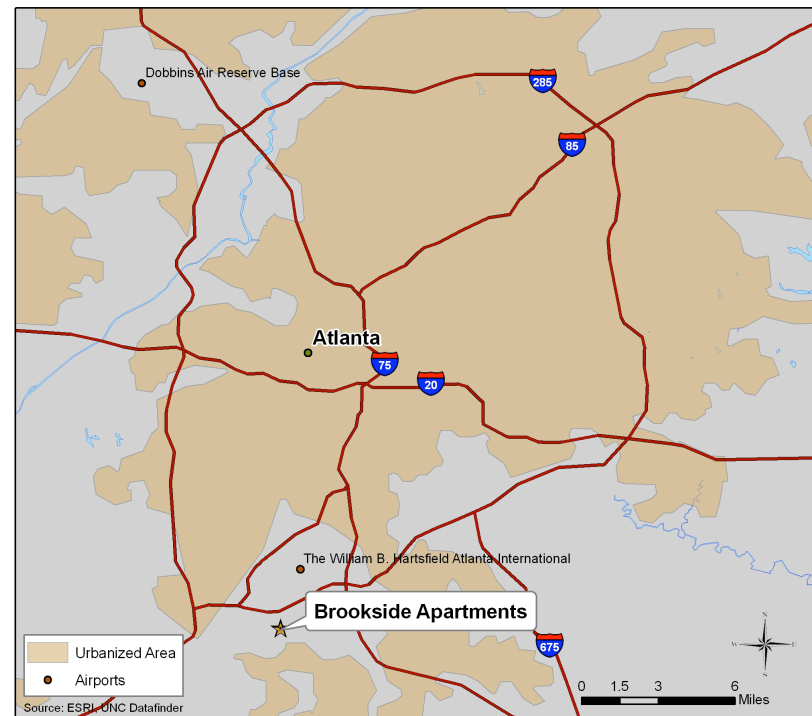 Dobbins Air Reserve Base
285
85
Atlanta
75
20
The William B. Hartsfield Atlanta International
Brookside Apartments
675
N
W E
S
Urbanized Area
Airports
0 1.5 3 6
Miles
Source: ESRI, UNC Datafinder